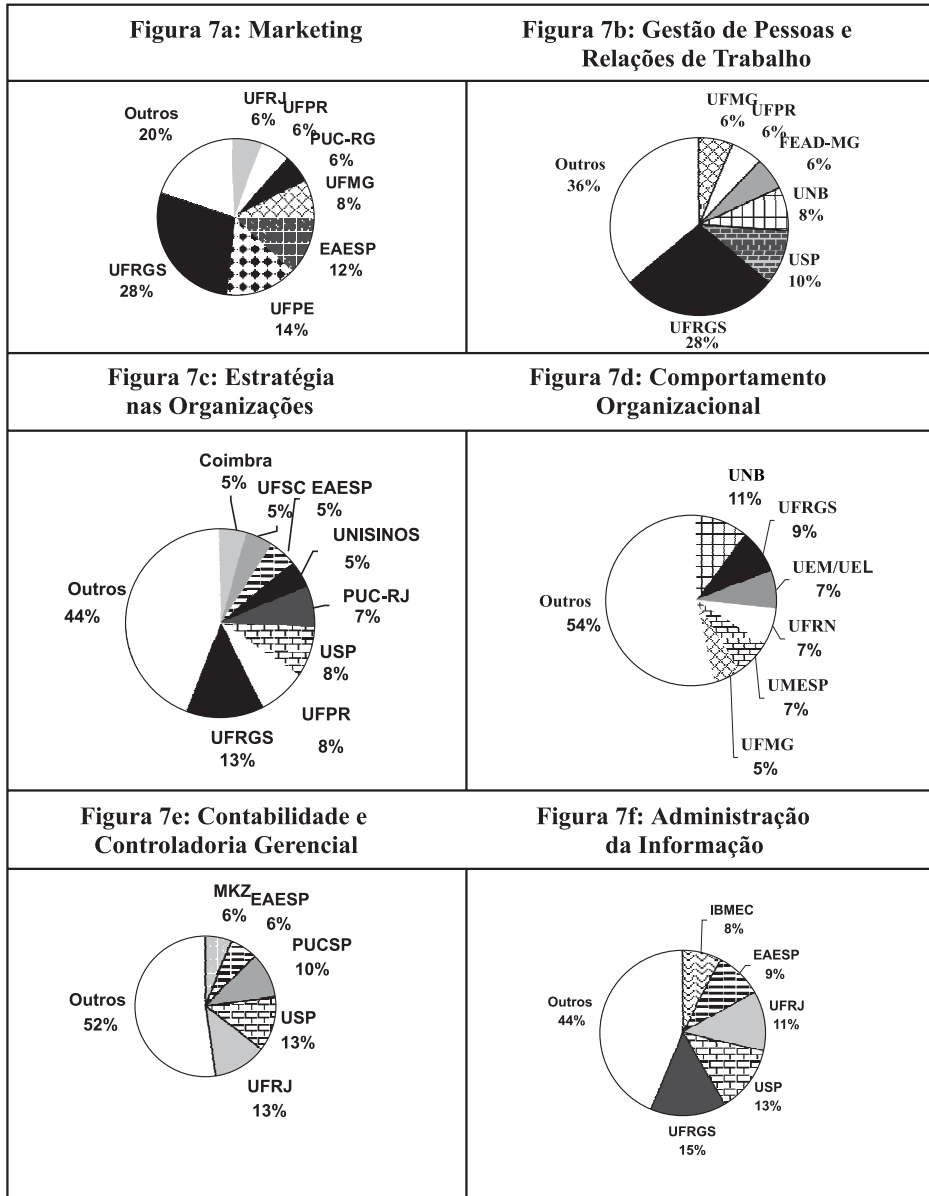 Figura 7a: Marketing
UFRJ
6%
UFPR
6%
PUC-RG
6%
UFMG
8%
EAESP
12%
UFPE
14%
UFRGS
28%
Outros
20%
Figura 7b: Gestão de Pessoas e
Relações de Trabalho
UFMG
6%
UFPR
6%
FEAD-MG
6%
UNB
8%
USP
10%
UFRGS
28%
Outros
36%
Figura 7c: Estratégia
nas Organizações
Coimbra
5%
UFSC
5%
EAESP
5%
UNISINOS
5%
PUC-RJ
7%
USP
8%
UFPR
8%
UFRGS
13%
Outros
44%
Figura 7d: Comportamento
Organizacional
UNB
11%
UFRGS
9%
UEM/UEL
7%
UFRN
7%
UMESP
7%
UFMG
5%
Outros
54%
Figura 7e: Contabilidade e
Controladoria Gerencial
MKZ
6%
EAESP
6%
PUCSP
10%
USP
13%
UFRJ
13%
Outros
52%
Figura 7f: Administração
da Informação
IBMEC
8%
EAESP
9%
UFRJ
11%
USP
13%
UFRGS
15%
Outros
44%